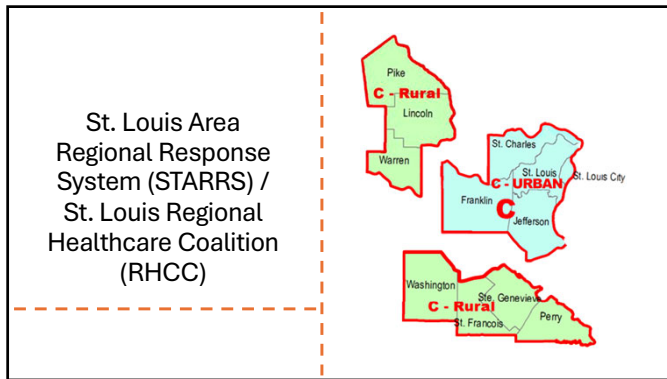 St. Louis Area
Regional Response
System (STARRS) /
St. Louis Regional
Healthcare Coalition
(RHCC)
Pike
C - Rural
Lincoln
Warren
St. Charles
St. Louis
St. Louis City
C - URBAN
Franklin
C
Jefferson
Washington
Ste. Genevieve
C - Rural
St. Francois
Perry